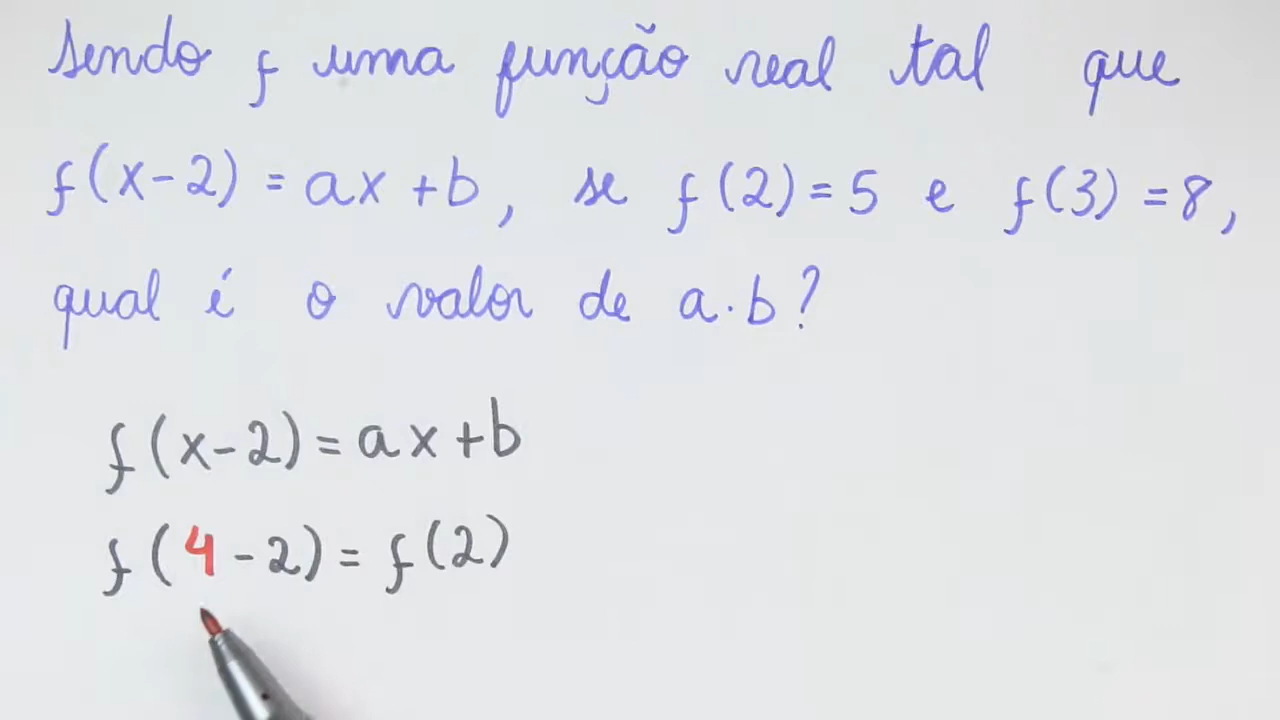 Sendo f uma função real tal que
f(x-2) = ax + b, se f(2) = 5 e f(3) = 8,
qual é o valor de a.b?
f(x-2) = ax + b
f(4-2) = f(2)